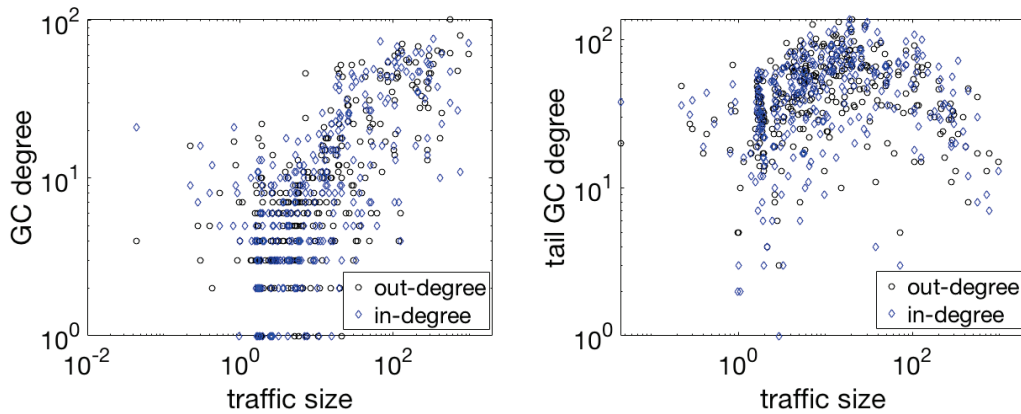 GC degree
10^2
10^1
10^0
10^-2
10^0
10^2
traffic size
out-degree
in-degree
tail GC degree
10^2
10^1
10^0
10^0
10^2
traffic size
out-degree
in-degree